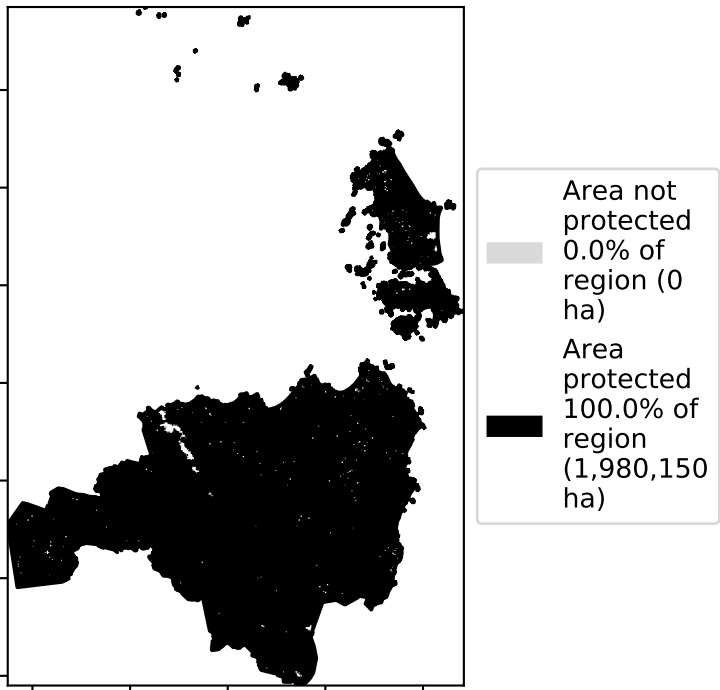 Area not
protected
0.0% of
region (0
ha)
Area
protected
100.0% of
region
(1,980,150
ha)